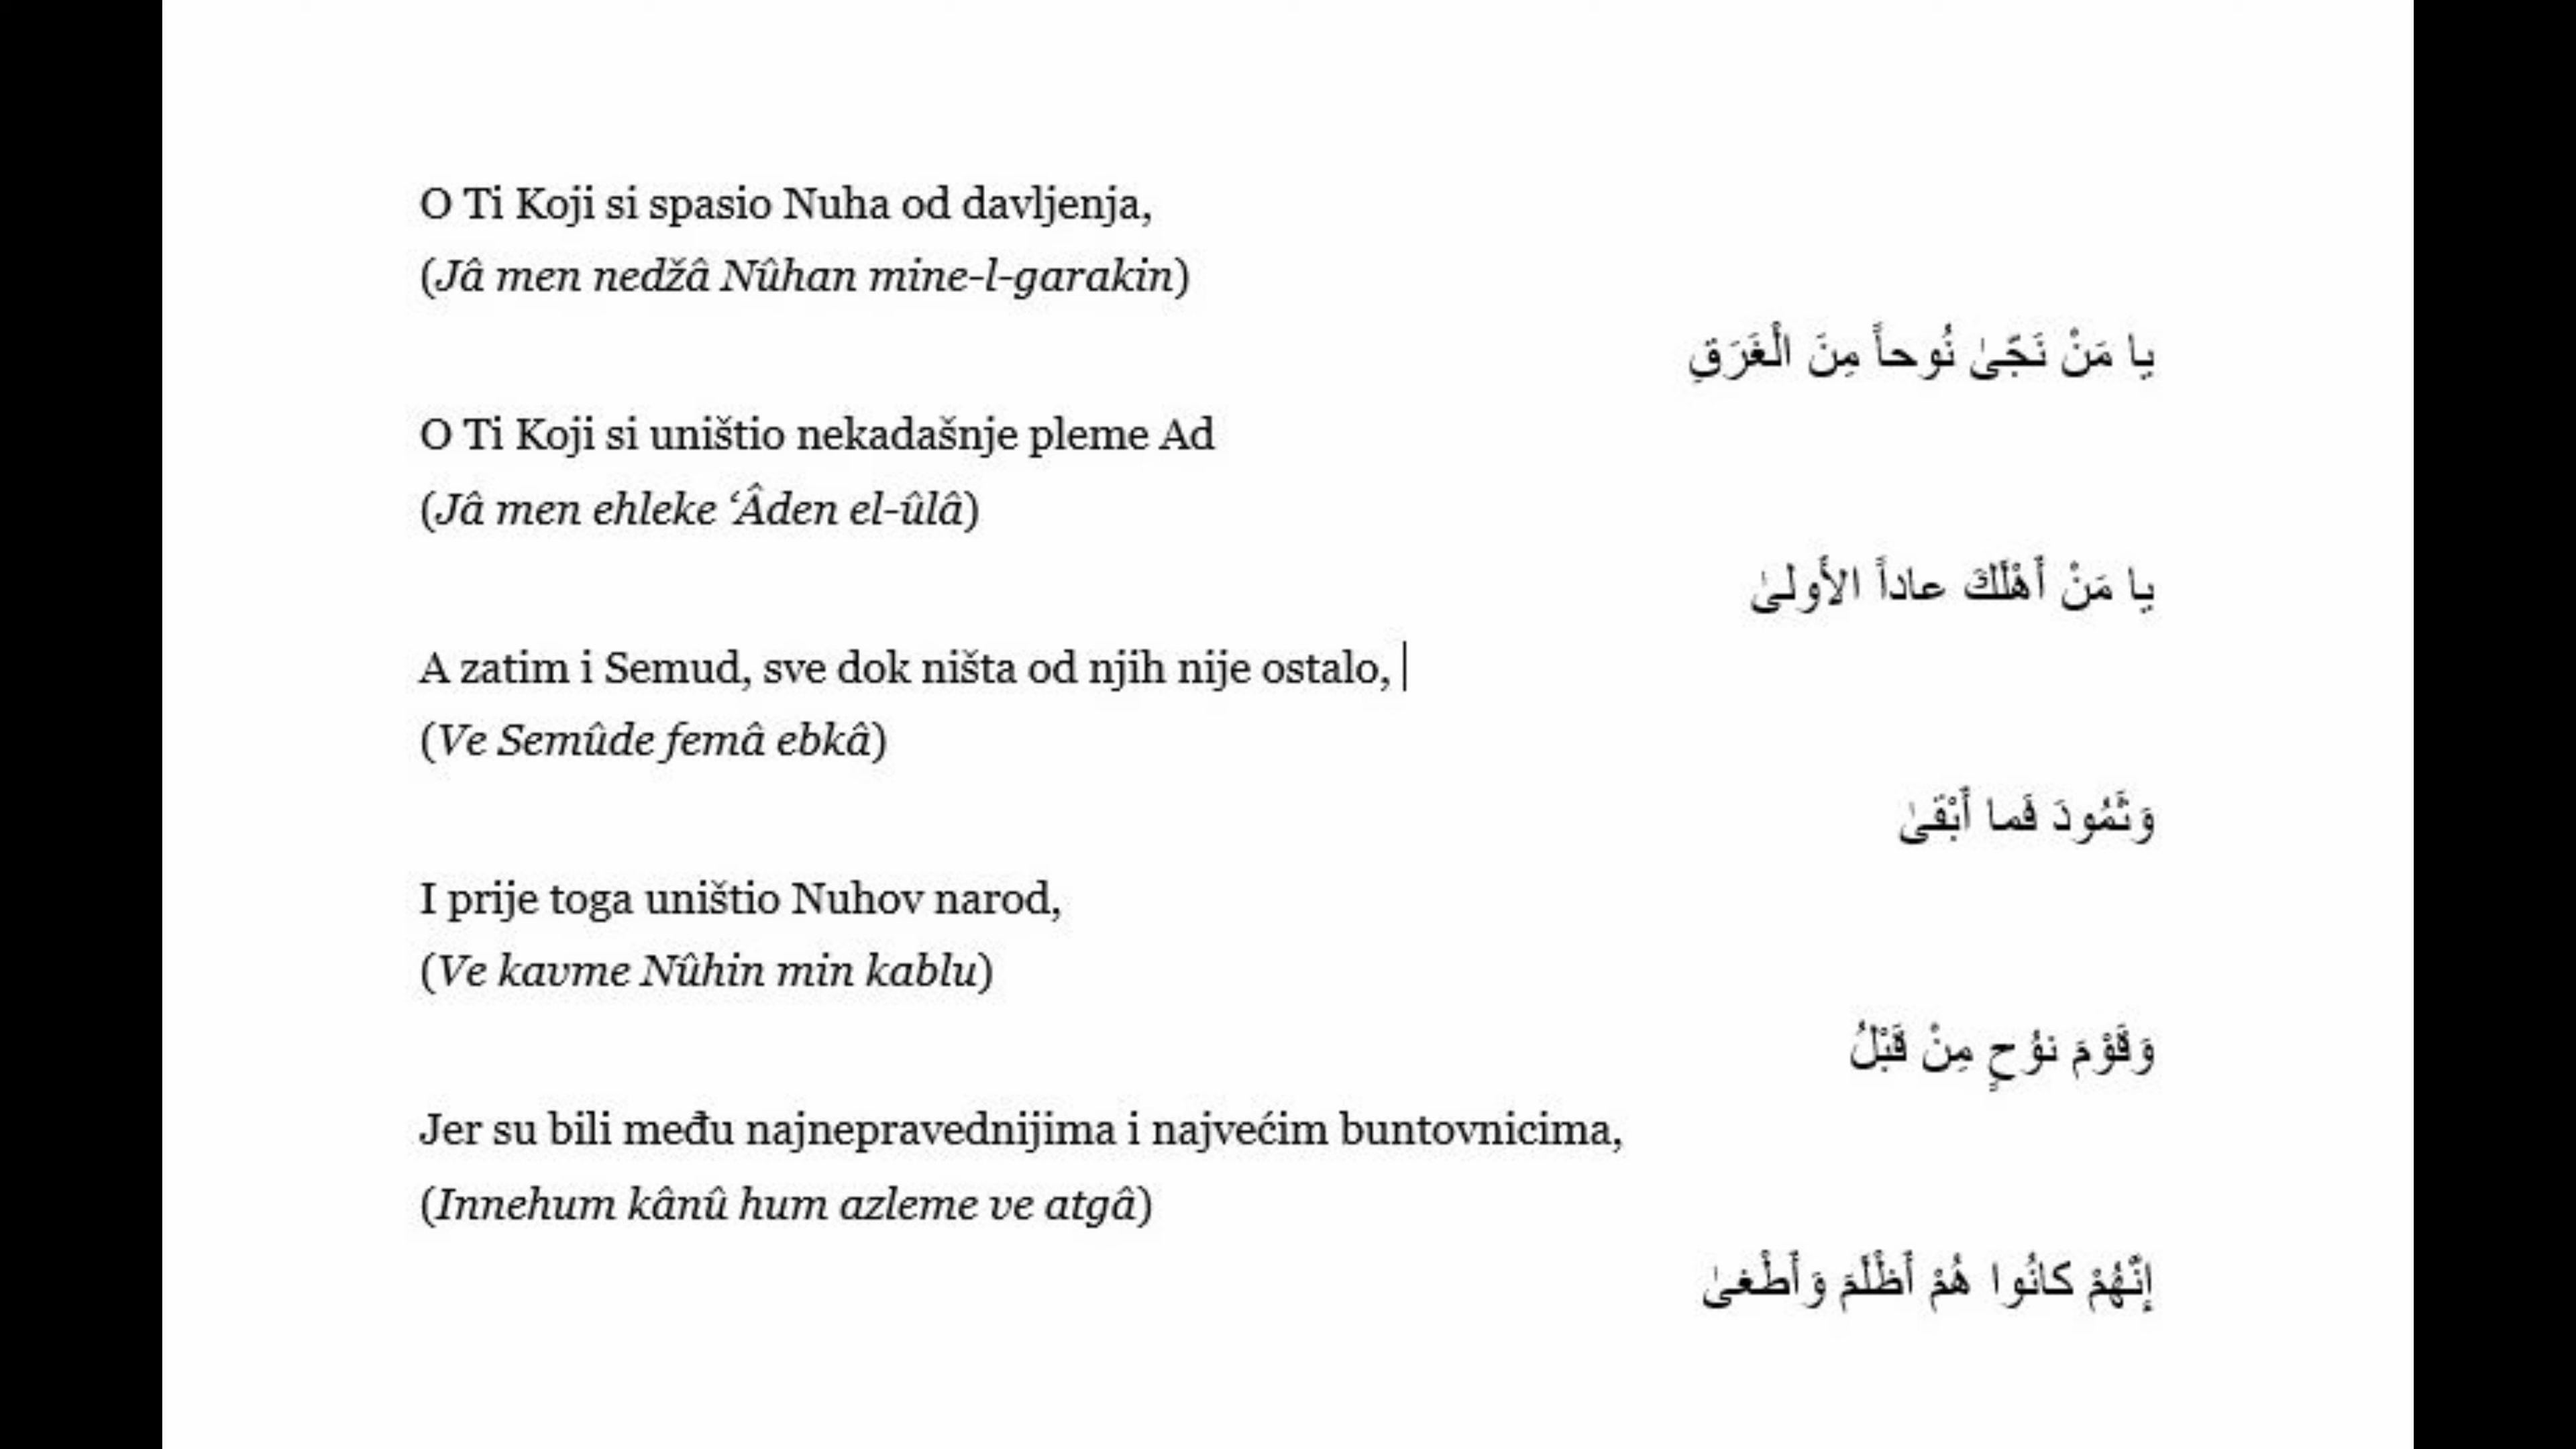 O Ti Koji si spasio Nuha od davljenja,
(Jâ men nedžâ Nûhan mine-l-garakin)
يا مَنْ نَجّىٰ نُوحاً مِنَ الْغَرَقِ
O Ti Koji si uništio nekadašnje pleme Ad
(Jâ men ehleke ‘Âden el-ûlâ)
يا مَنْ أَهْلَكَ عاداً الأَولىٰ
A zatim i Semud, sve dok ništa od njih nije ostalo,
(Ve Semûde femâ ebkâ)
وَثَمُودَ فَما أَبْقىٰ
I prije toga uništio Nuhov narod,
(Ve kavme Nûhin min kablu)
وَقَوْمَ نوُحٍ مِنْ قَبْلُ
Jer su bili među najnepravednijima i najvećim buntovnicima,
(Innehum kânû hum azleme ve atgâ)
إِنَّهُمْ كانُوا هُمْ أَظْلَمَ وَأَطْغىٰ